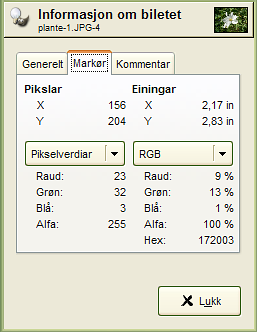 Informasjon om biletet
plante-1.JPG-4
Generelt Markør Kommentar
Pikslar Einingar
X 156 X 2,17 in
Y 204 Y 2,83 in
Pikselverdiar RGB
Raud: 23 Raud: 9 %
Grøn: 32 Grøn: 13 %
Blå: 3 Blå: 1 %
Alfa: 255 Alfa: 100 %
Hex: 172003
Lukk